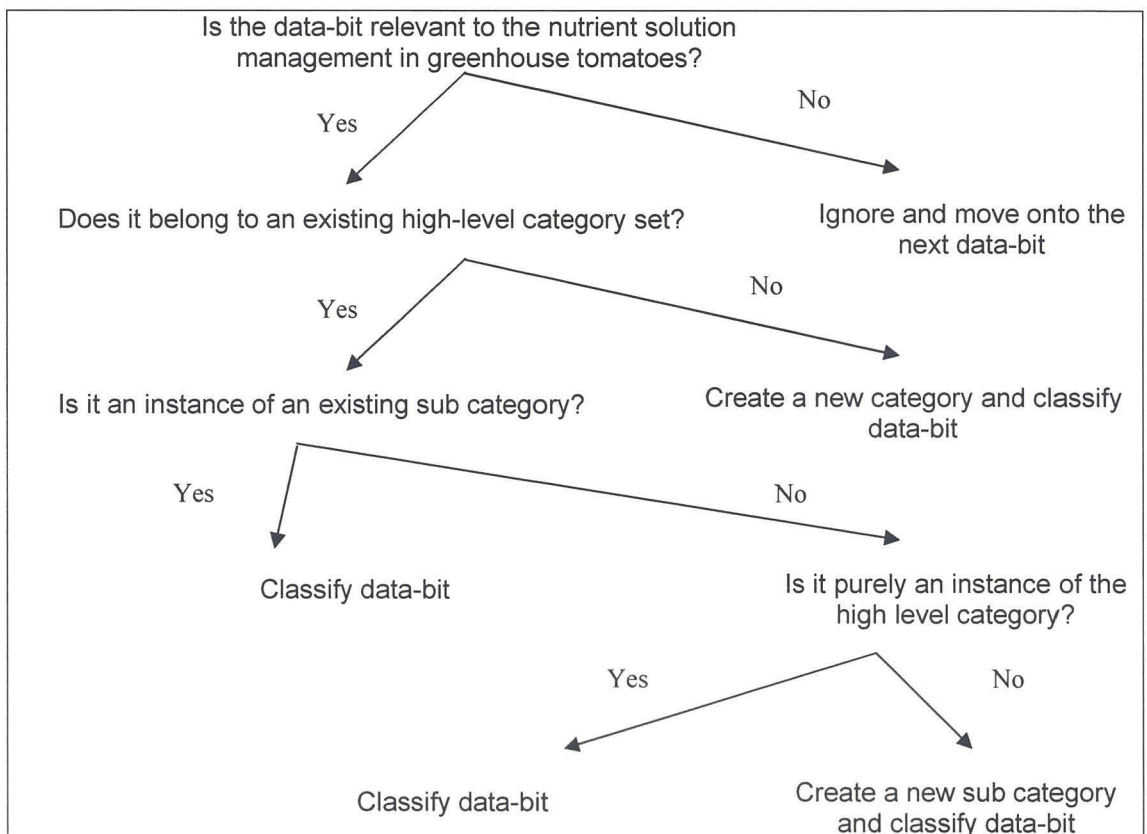 Is the data-bit relevant to the nutrient solution
management in greenhouse tomatoes?
Yes
No
Does it belong to an existing high-level category set?
Ignore and move onto the
next data-bit
Yes
No
Is it an instance of an existing sub category?
Create a new category and classify
data-bit
Yes
No
Classify data-bit
Is it purely an instance of the
high level category?
Yes
No
Classify data-bit
Create a new sub category
and classify data-bit